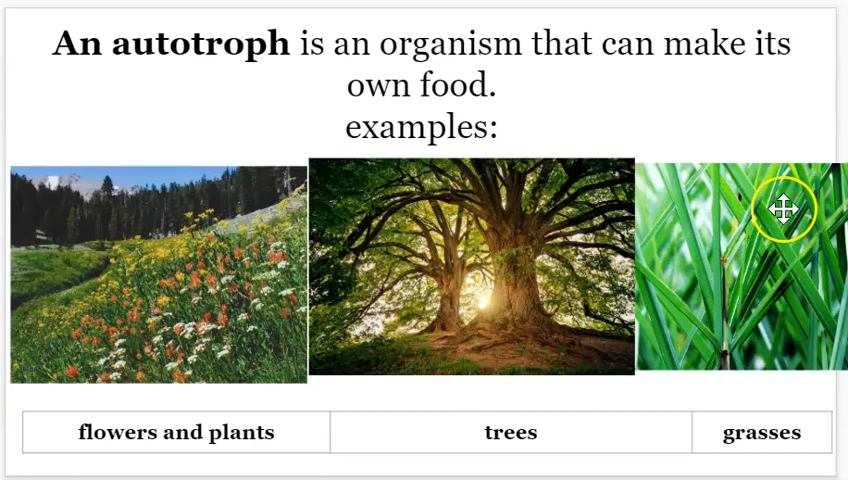 An autotroph is an organism that can make its
own food.
examples:
flowers and plants
trees
grasses